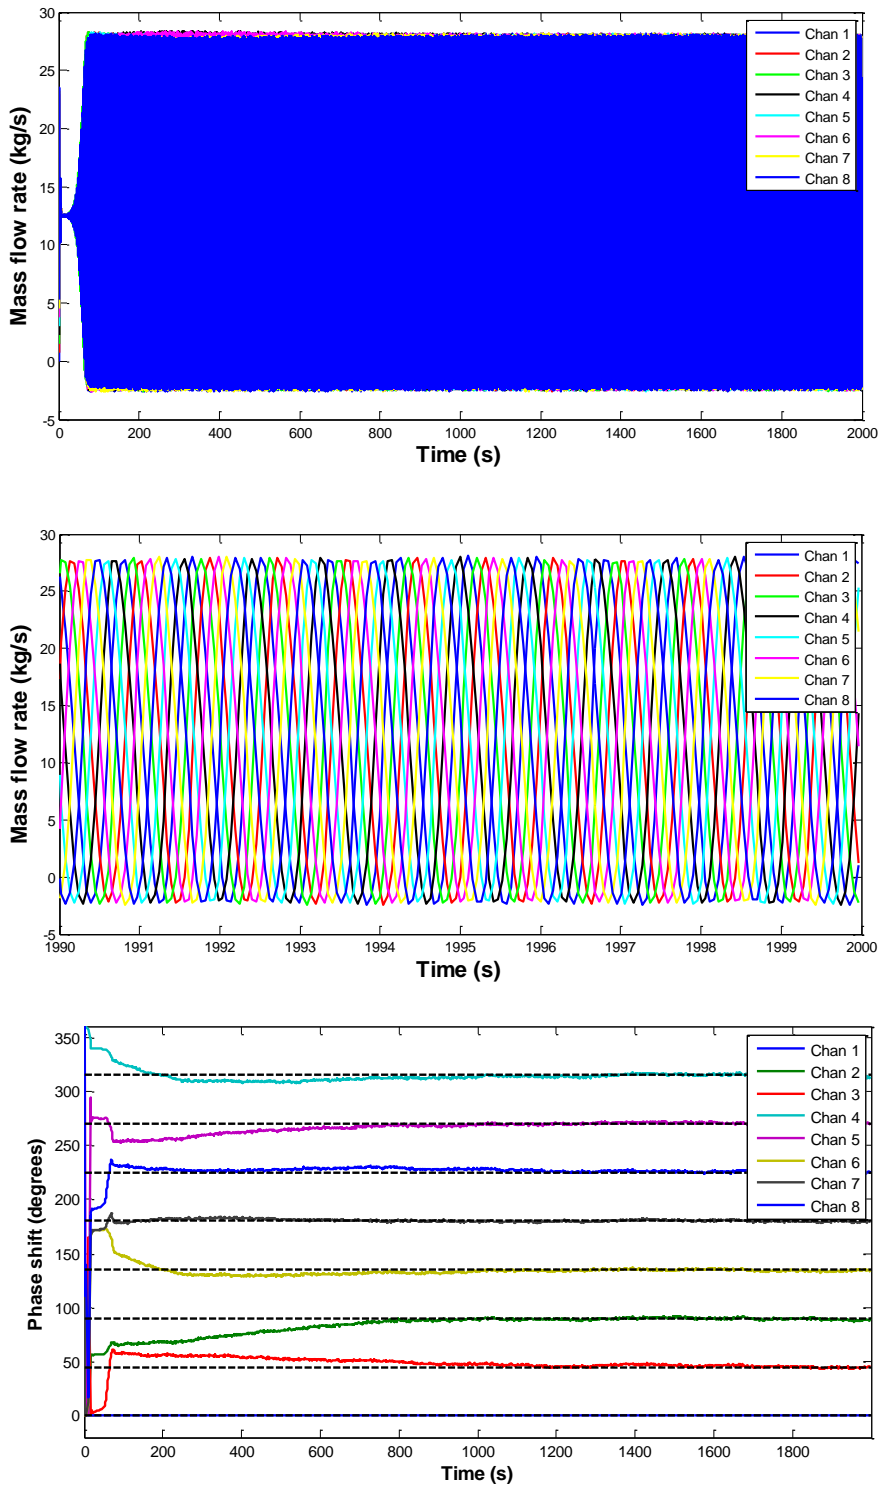 30
25
20
15
10
5
0
-5
Mass flow rate (kg/s)
0 200 400 600 800 1000 1200 1400 1600 1800 2000
Time (s)
Chan 1
Chan 2
Chan 3
Chan 4
Chan 5
Chan 6
Chan 7
Chan 8
30
25
20
15
10
5
0
-5
Mass flow rate (kg/s)
1990 1991 1992 1993 1994 1995 1996 1997 1998 1999 2000
Time (s)
Chan 1
Chan 2
Chan 3
Chan 4
Chan 5
Chan 6
Chan 7
Chan 8
350
300
250
200
150
100
50
0
Phase shift (degrees)
0 200 400 600 800 1000 1200 1400 1600 1800
Time (s)
Chan 1
Chan 2
Chan 3
Chan 4
Chan 5
Chan 6
Chan 7
Chan 8